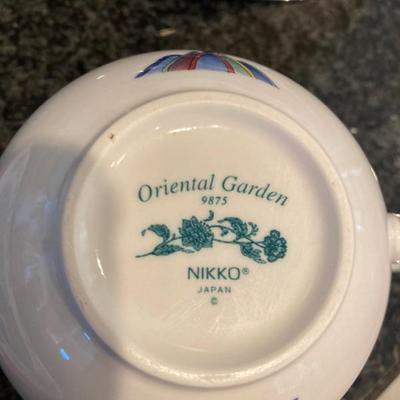 Oriental Garden
9875
NIKKO®
JAPAN
©